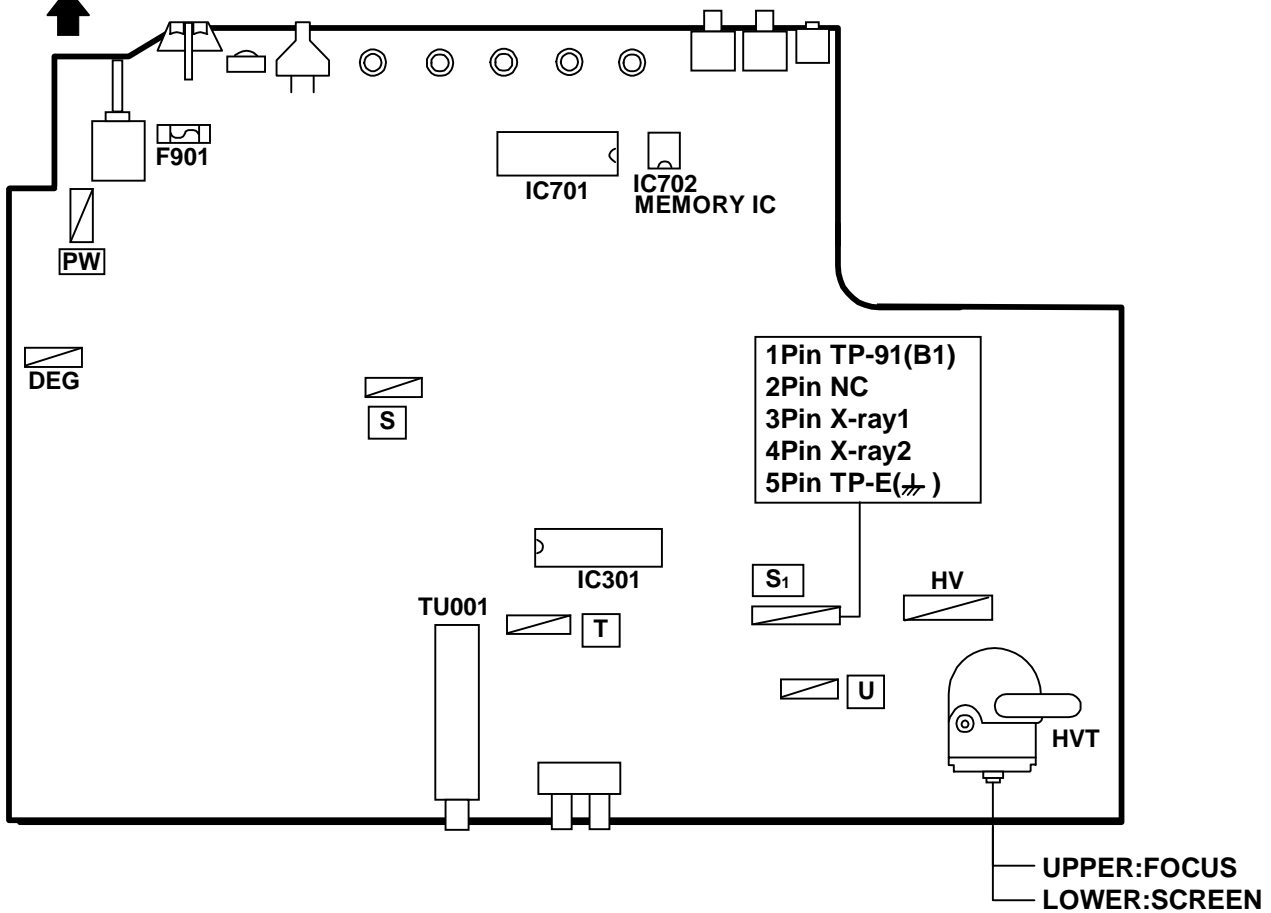 F901
IC701
IC702
MEMORY IC
PW
DEG
S
1Pin TP-91(B1)
2Pin NC
3Pin X-ray1
4Pin X-ray2
5Pin TP-E( )
IC301
S1
HV
TU001
T
U
HVT
UPPER:FOCUS
LOWER:SCREEN